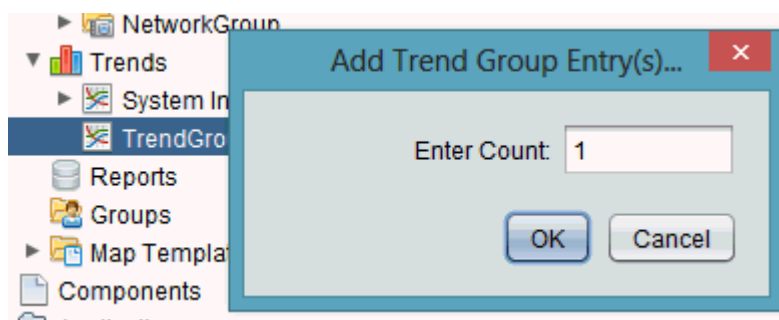 NetworkGroup
Add Trend Group Entry(s)...
Trends
System In
TrendGro
Enter Count: 1
Reports
Groups
OK Cancel
Map Templat
Components